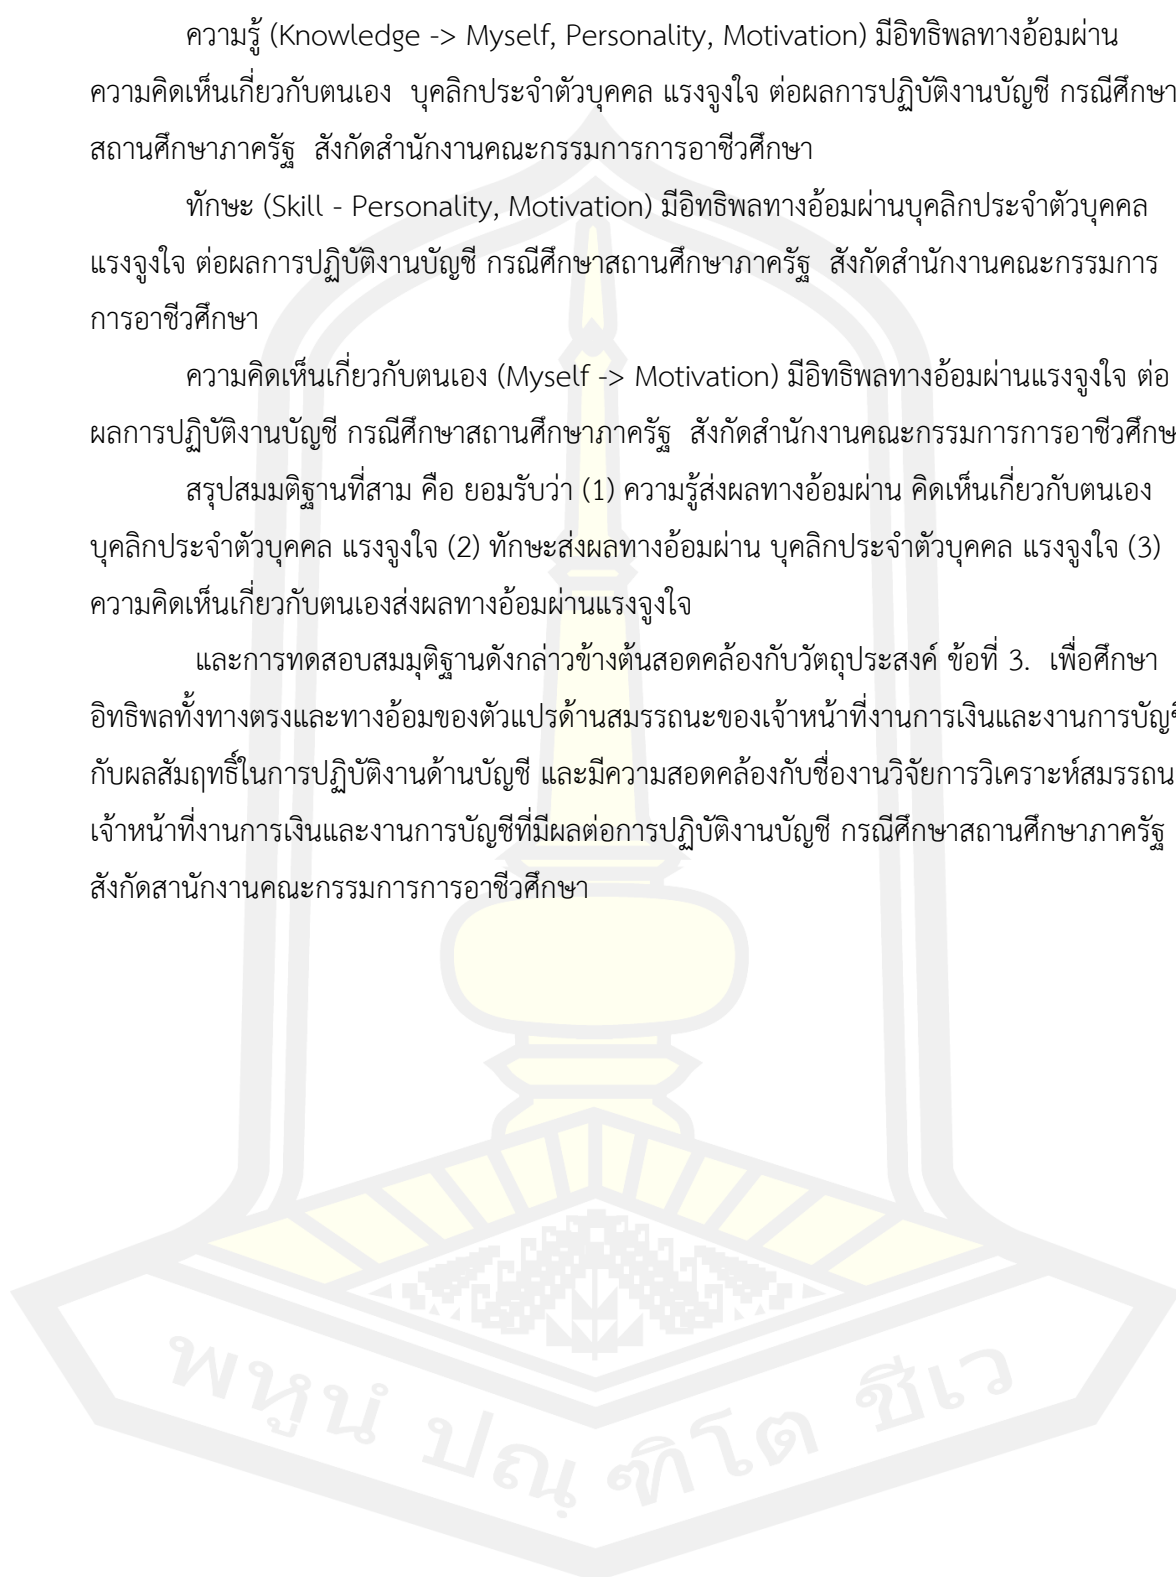 ความรู้ (Knowledge -> Myself, Personality, Motivation) มีอิทธิพลทางอ้อมผ่าน
ความคิดเห็นเกี่ยวกับตนเอง  บุคลิกประจำตัวบุคคล แรงจูงใจ ต่อผลการปฏิบัติงานบัญชี กรณีศึกษา
สถานศึกษาภาครัฐ  สังกัดสำนักงานคณะกรรมการการอาชีวศึกษา
ทักษะ (Skill - Personality, Motivation) มีอิทธิพลทางอ้อมผ่านบุคลิกประจำตัวบุคคล
แรงจูงใจ ต่อผลการปฏิบัติงานบัญชี กรณีศึกษาสถานศึกษาภาครัฐ  สังกัดสำนักงานคณะกรรมการ
การอาชีวศึกษา
ความคิดเห็นเกี่ยวกับตนเอง (Myself -> Motivation) มีอิทธิพลทางอ้อมผ่านแรงจูงใจ ต่อ
ผลการปฏิบัติงานบัญชี กรณีศึกษาสถานศึกษาภาครัฐ  สังกัดสำนักงานคณะกรรมการการอาชีวศึกษ
สรุปสมมติฐานที่สาม คือ ยอมรับว่า (1) ความรู้ส่งผลทางอ้อมผ่าน คิดเห็นเกี่ยวกับตนเอง
บุคลิกประจำตัวบุคคล แรงจูงใจ (2) ทักษะส่งผลทางอ้อมผ่าน บุคลิกประจำตัวบุคคล แรงจูงใจ (3)
ความคิดเห็นเกี่ยวกับตนเองส่งผลทางอ้อมผ่านแรงจูงใจ
และการทดสอบสมมุติฐานดังกล่าวข้างต้นสอดคล้องกับวัตถุประสงค์ ข้อที่ 3.  เพื่อศึกษา
อิทธิพลทั้งทางตรงและทางอ้อมของตัวแปรด้านสมรรถนะของเจ้าหน้าที่งานการเงินและงานการบัญชี
กับผลสัมฤทธิ์ในการปฏิบัติงานด้านบัญชี และมีความสอดคล้องกับชื่องานวิจัยการวิเคราะห์สมรรถน
เจ้าหน้าที่งานการเงินและงานการบัญชีที่มีผลต่อการปฏิบัติงานบัญชี กรณีศึกษาสถานศึกษาภาครัฐ
สังกัดสานักงานคณะกรรมการการอาชีวศึกษา
พหูนํ ปณฺฑิโต ชีเว